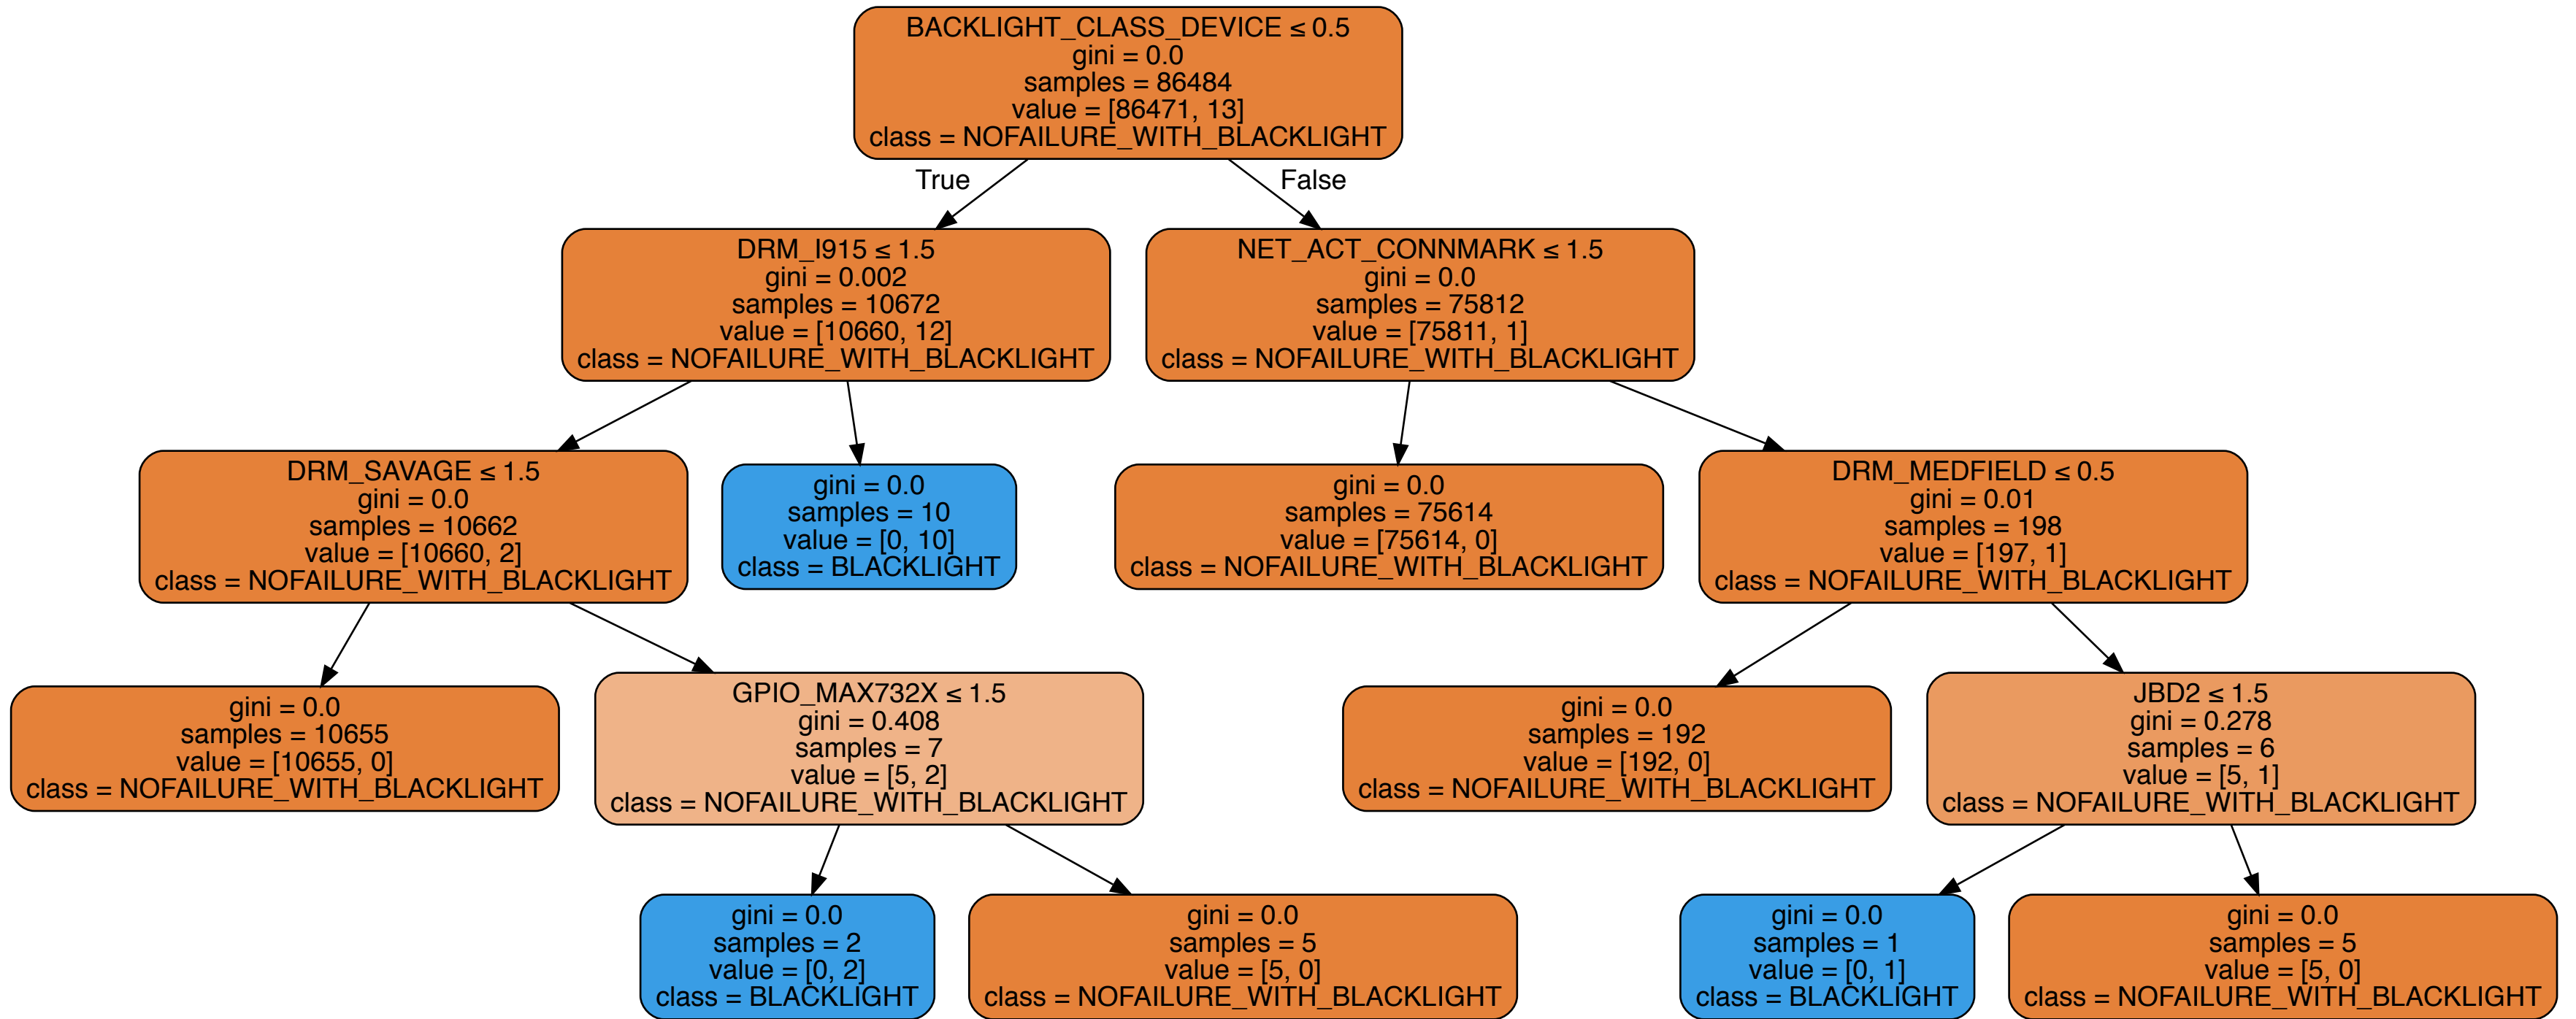 BACKLIGHT_CLASS_DEVICE ≤ 0.5
gini = 0.0
samples = 86484
value = [86471, 13]
class = NOFAILURE_WITH_BLACKLIGHT
True
False
DRM_I915 ≤ 1.5
gini = 0.002
samples = 10672
value = [10660, 12]
class = NOFAILURE_WITH_BLACKLIGHT
NET_ACT_CONNMARK ≤ 1.5
gini = 0.0
samples = 75812
value = [75811, 1]
class = NOFAILURE_WITH_BLACKLIGHT
DRM_SAVAGE ≤ 1.5
gini = 0.0
samples = 10662
value = [10660, 2]
class = NOFAILURE_WITH_BLACKLIGHT
gini = 0.0
samples = 10
value = [0, 10]
class = BLACKLIGHT
gini = 0.0
samples = 75614
value = [75614, 0]
class = NOFAILURE_WITH_BLACKLIGHT
DRM_MEDFIELD ≤ 0.5
gini = 0.01
samples = 198
value = [197, 1]
class = NOFAILURE_WITH_BLACKLIGHT
gini = 0.0
samples = 10655
value = [10655, 0]
class = NOFAILURE_WITH_BLACKLIGHT
GPIO_MAX732X ≤ 1.5
gini = 0.408
samples = 7
value = [5, 2]
class = NOFAILURE_WITH_BLACKLIGHT
gini = 0.0
samples = 192
value = [192, 0]
class = NOFAILURE_WITH_BLACKLIGHT
JBD2 ≤ 1.5
gini = 0.278
samples = 6
value = [5, 1]
class = NOFAILURE_WITH_BLACKLIGHT
gini = 0.0
samples = 2
value = [0, 2]
class = BLACKLIGHT
gini = 0.0
samples = 5
value = [5, 0]
class = NOFAILURE_WITH_BLACKLIGHT
gini = 0.0
samples = 1
value = [0, 1]
class = BLACKLIGHT
gini = 0.0
samples = 5
value = [5, 0]
class = NOFAILURE_WITH_BLACKLIGHT